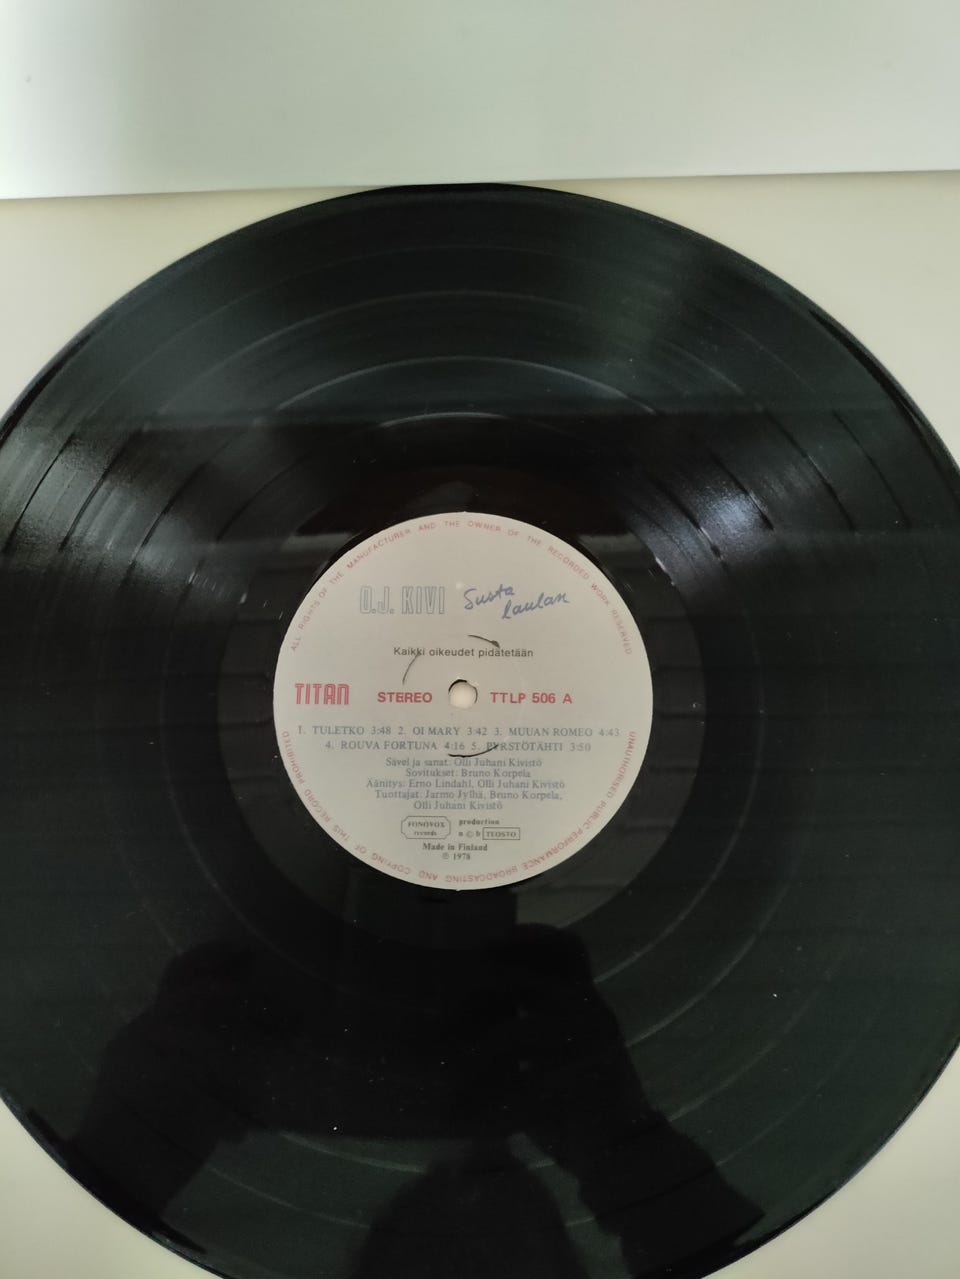 ALL RIGHTS OF THE MANUFACTURER AND THE OWNER OF THE RECORDED WORK RESERVED
O.J. KIVI Susta laulan
Kaikki oikeudet pidätetään
TITAN STEREO TTLP 506 A
1. TULETKO 3:48 2. OI MARY 3:42 3. MUUAN ROMEO 4:43
4. ROUVA FORTUNA 4:16 5. PYRSTÖTÄHTI 3:50
Sävel ja sanat: Olli Juhani Kivistö
Sovitukset: Bruno Korpela
Äänitys: Erno Lindahl, Olli Juhani Kivistö
Tuottajat: Jarmo Jylhä, Bruno Korpela,
Olli Juhani Kivistö
FONOVOX records production
n©b TEOSTO
Made in Finland
℗ 1978
UNAUTHORISED PUBLIC PERFORMANCE BROADCASTING AND COPYING OF THIS RECORD PROHIBITED